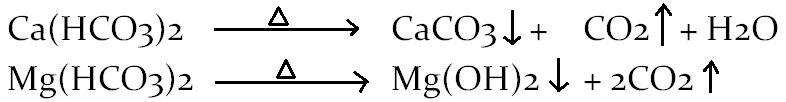 Ca(HCO3)2 —Δ→ CaCO3↓ + CO2↑ + H2O
Mg(HCO3)2 —Δ→ Mg(OH)2↓ + 2CO2↑